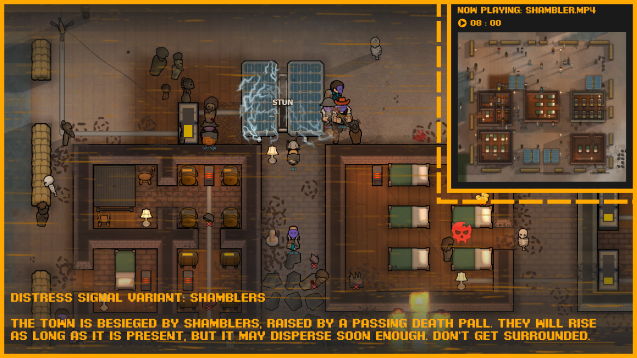 NOW PLAYING: SHAMBLER.MP4
08 : 00
STUN
DISTRESS SIGNAL VARIANT: SHAMBLERS
THE TOWN IS BESIEGED BY SHAMBLERS, RAISED BY A PASSING DEATH PALL. THEY WILL RISE
AS LONG AS IT IS PRESENT, BUT IT MAY DISPERSE SOON ENOUGH. DON'T GET SURROUNDED.